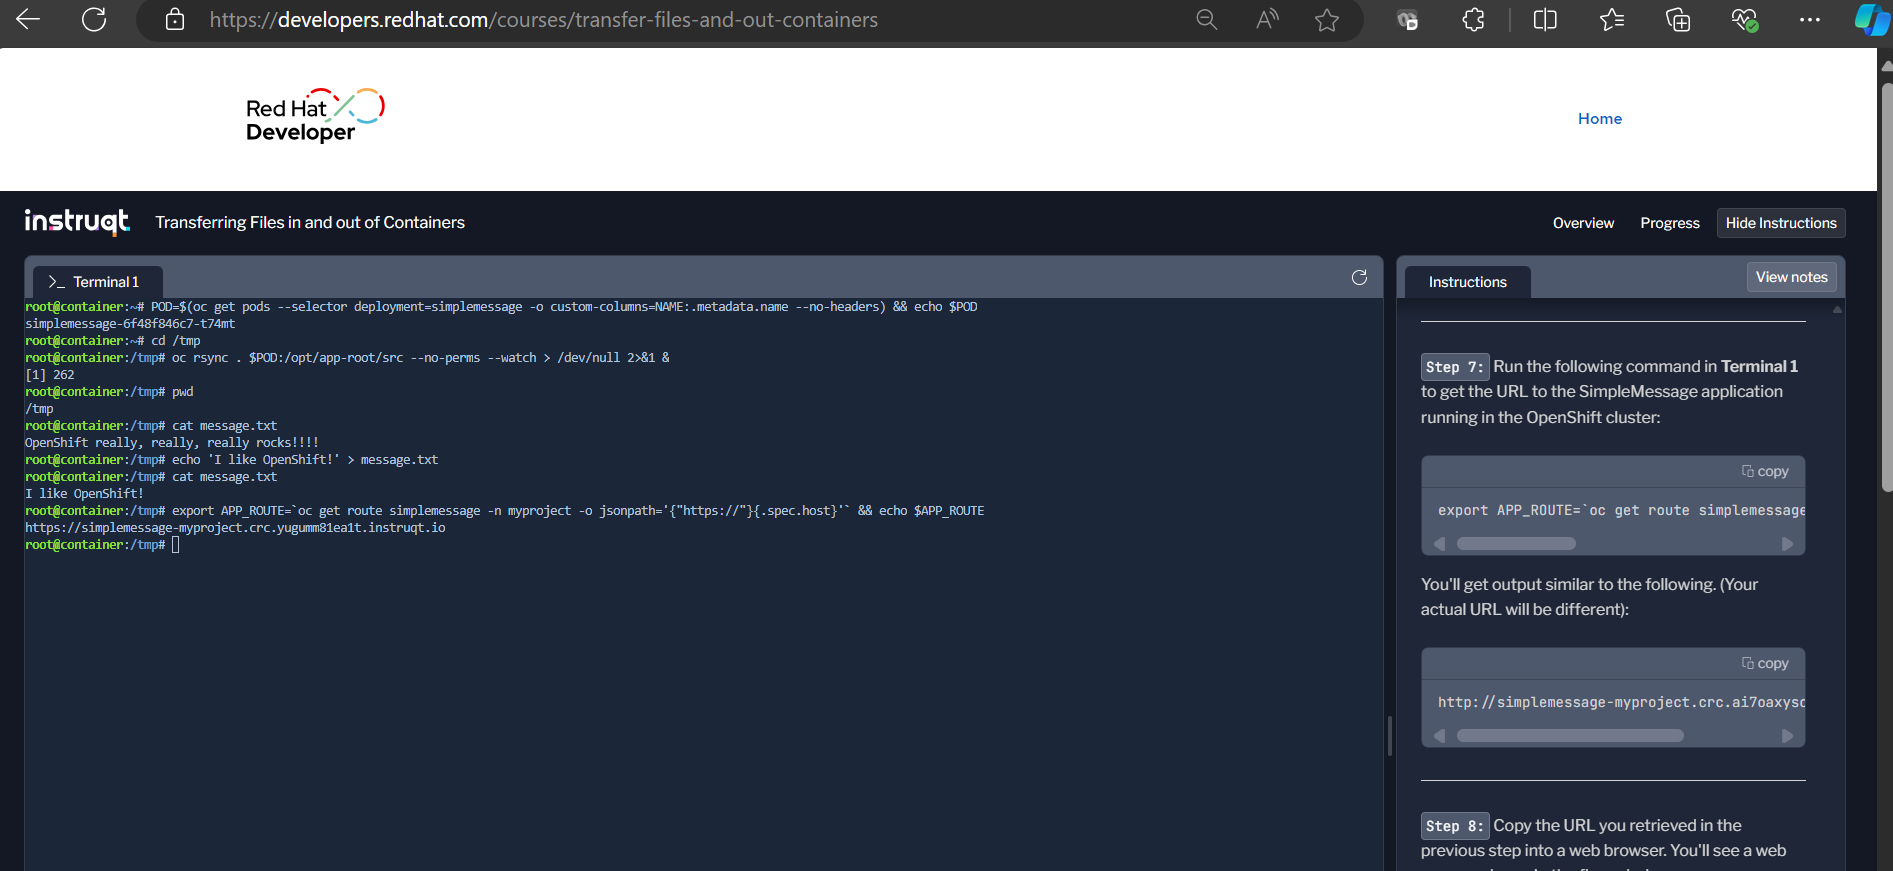 https://developers.redhat.com/courses/transfer-files-and-out-containers
Red Hat
Developer
Home
instruqt
Transferring Files in and out of Containers
Overview
Progress
Hide Instructions
>_ Terminal 1
root@container:~# POD=$(oc get pods --selector deployment=simplemessage -o custom-columns=NAME:.metadata.name --no-headers) && echo $POD
simplemessage-6f48f846c7-t74mt
root@container:~# cd /tmp
root@container:/tmp# oc rsync . $POD:/opt/app-root/src --no-perms --watch > /dev/null 2>&1 &
[1] 262
root@container:/tmp# pwd
/tmp
root@container:/tmp# cat message.txt
OpenShift really, really, really rocks!!!!
root@container:/tmp# echo 'I like OpenShift!' > message.txt
root@container:/tmp# cat message.txt
I like OpenShift!
root@container:/tmp# export APP_ROUTE=`oc get route simplemessage -n myproject -o jsonpath='{"https://"}{.spec.host}'` && echo $APP_ROUTE
https://simplemessage-myproject.crc.yugumm81ea1t.instruqt.io
root@container:/tmp#
Instructions
View notes
Step 7: Run the following command in Terminal 1
to get the URL to the SimpleMessage application
running in the OpenShift cluster:
copy
export APP_ROUTE=`oc get route simplemessage
You'll get output similar to the following. (Your
actual URL will be different):
copy
http://simplemessage-myproject.crc.ai7oaxysc
Step 8: Copy the URL you retrieved in the
previous step into a web browser. You'll see a web